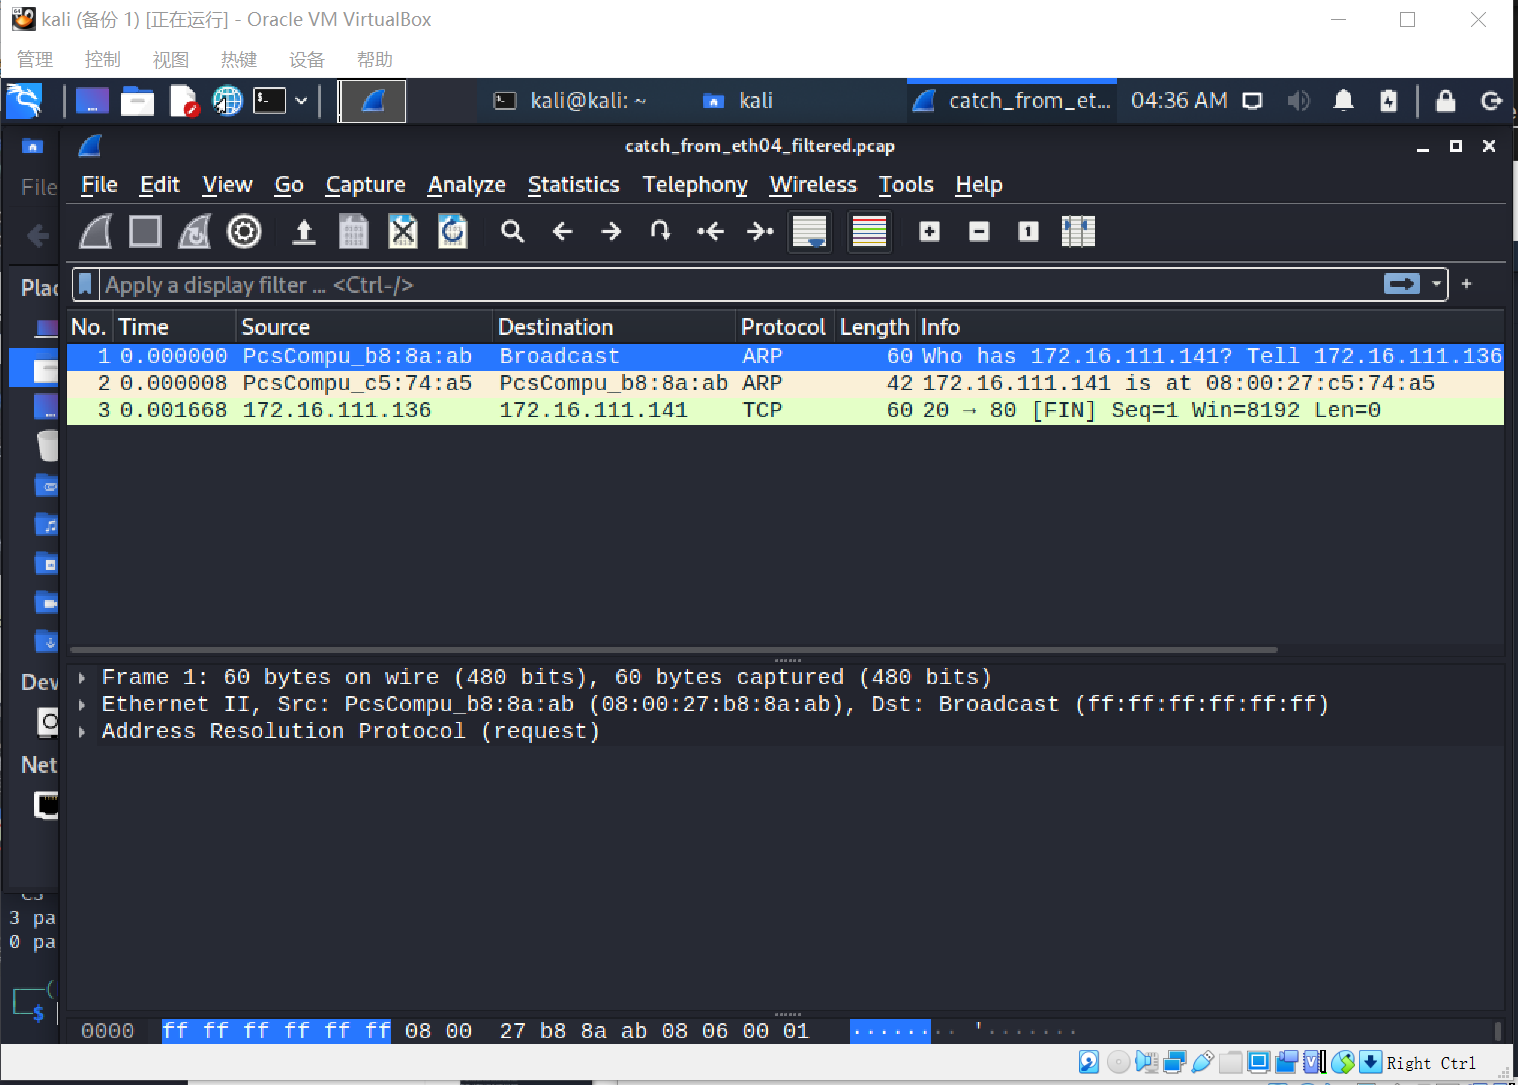 kali (备份 1) [正在运行] - Oracle VM VirtualBox
管理 控制 视图 热键 设备 帮助
kali@kali: ~ kali catch_from_et... 04:36 AM
catch_from_eth04_filtered.pcap
File
File Edit View Go Capture Analyze Statistics Telephony Wireless Tools Help
Apply a display filter ... <Ctrl-/>
No. Time Source Destination Protocol Length Info
1 0.000000 PcsCompu_b8:8a:ab Broadcast ARP 60 Who has 172.16.111.141? Tell 172.16.111.136
2 0.000008 PcsCompu_c5:74:a5 PcsCompu_b8:8a:ab ARP 42 172.16.111.141 is at 08:00:27:c5:74:a5
3 0.001668 172.16.111.136 172.16.111.141 TCP 60 20 → 80 [FIN] Seq=1 Win=8192 Len=0
Frame 1: 60 bytes on wire (480 bits), 60 bytes captured (480 bits)
Ethernet II, Src: PcsCompu_b8:8a:ab (08:00:27:b8:8a:ab), Dst: Broadcast (ff:ff:ff:ff:ff:ff)
Address Resolution Protocol (request)
Plac
Dev
Net
3 pa
0 pa
$
0000 ff ff ff ff ff ff 08 00 27 b8 8a ab 08 06 00 01 ········ '·······
Right Ctrl